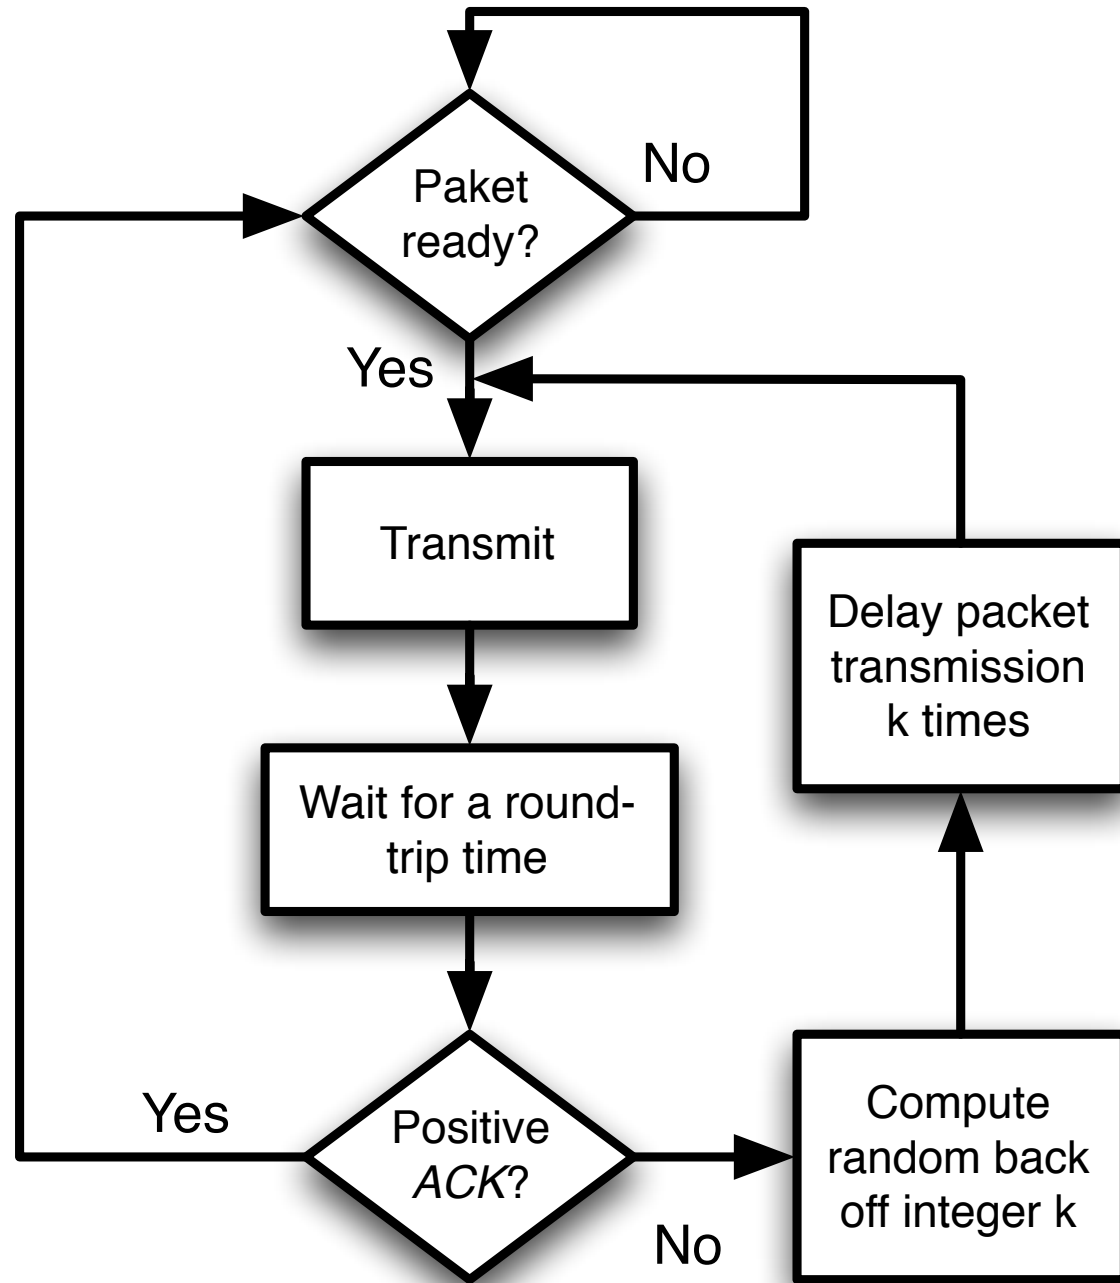 Paket
ready?
No
Yes
Transmit
Wait for a round-
trip time
Positive
ACK?
Yes
No
Compute
random back
off integer k
Delay packet
transmission
k times